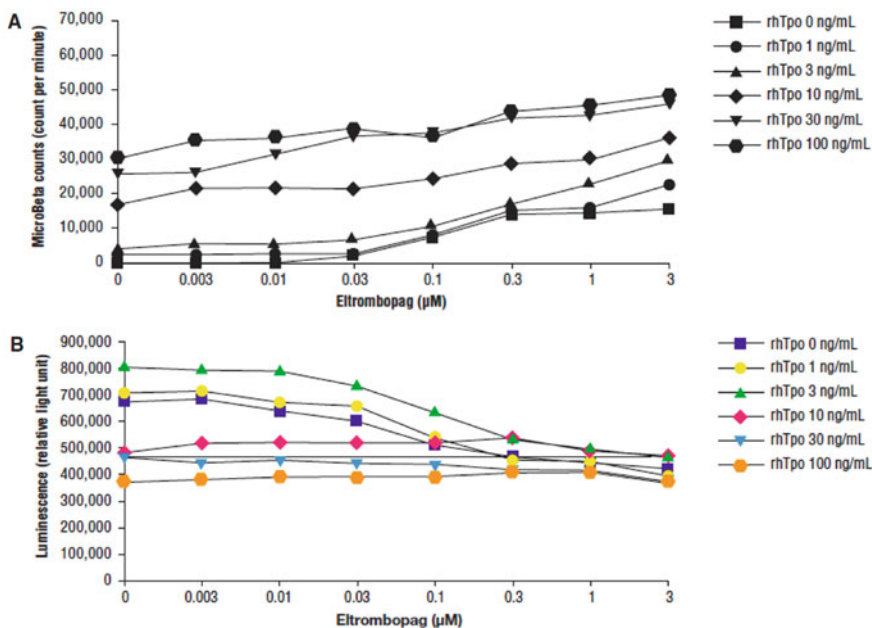 A
70,000
60,000
50,000
40,000
30,000
20,000
10,000
0
MicroBeta counts (count per minute)
0 0.003 0.01 0.03 0.1 0.3 1 3
Eltrombopag (µM)
rhTpo 0 ng/mL
rhTpo 1 ng/mL
rhTpo 3 ng/mL
rhTpo 10 ng/mL
rhTpo 30 ng/mL
rhTpo 100 ng/mL
B
900,000
800,000
700,000
600,000
500,000
400,000
300,000
200,000
100,000
0
Luminescence (relative light unit)
0 0.003 0.01 0.03 0.1 0.3 1 3
Eltrombopag (µM)
rhTpo 0 ng/mL
rhTpo 1 ng/mL
rhTpo 3 ng/mL
rhTpo 10 ng/mL
rhTpo 30 ng/mL
rhTpo 100 ng/mL